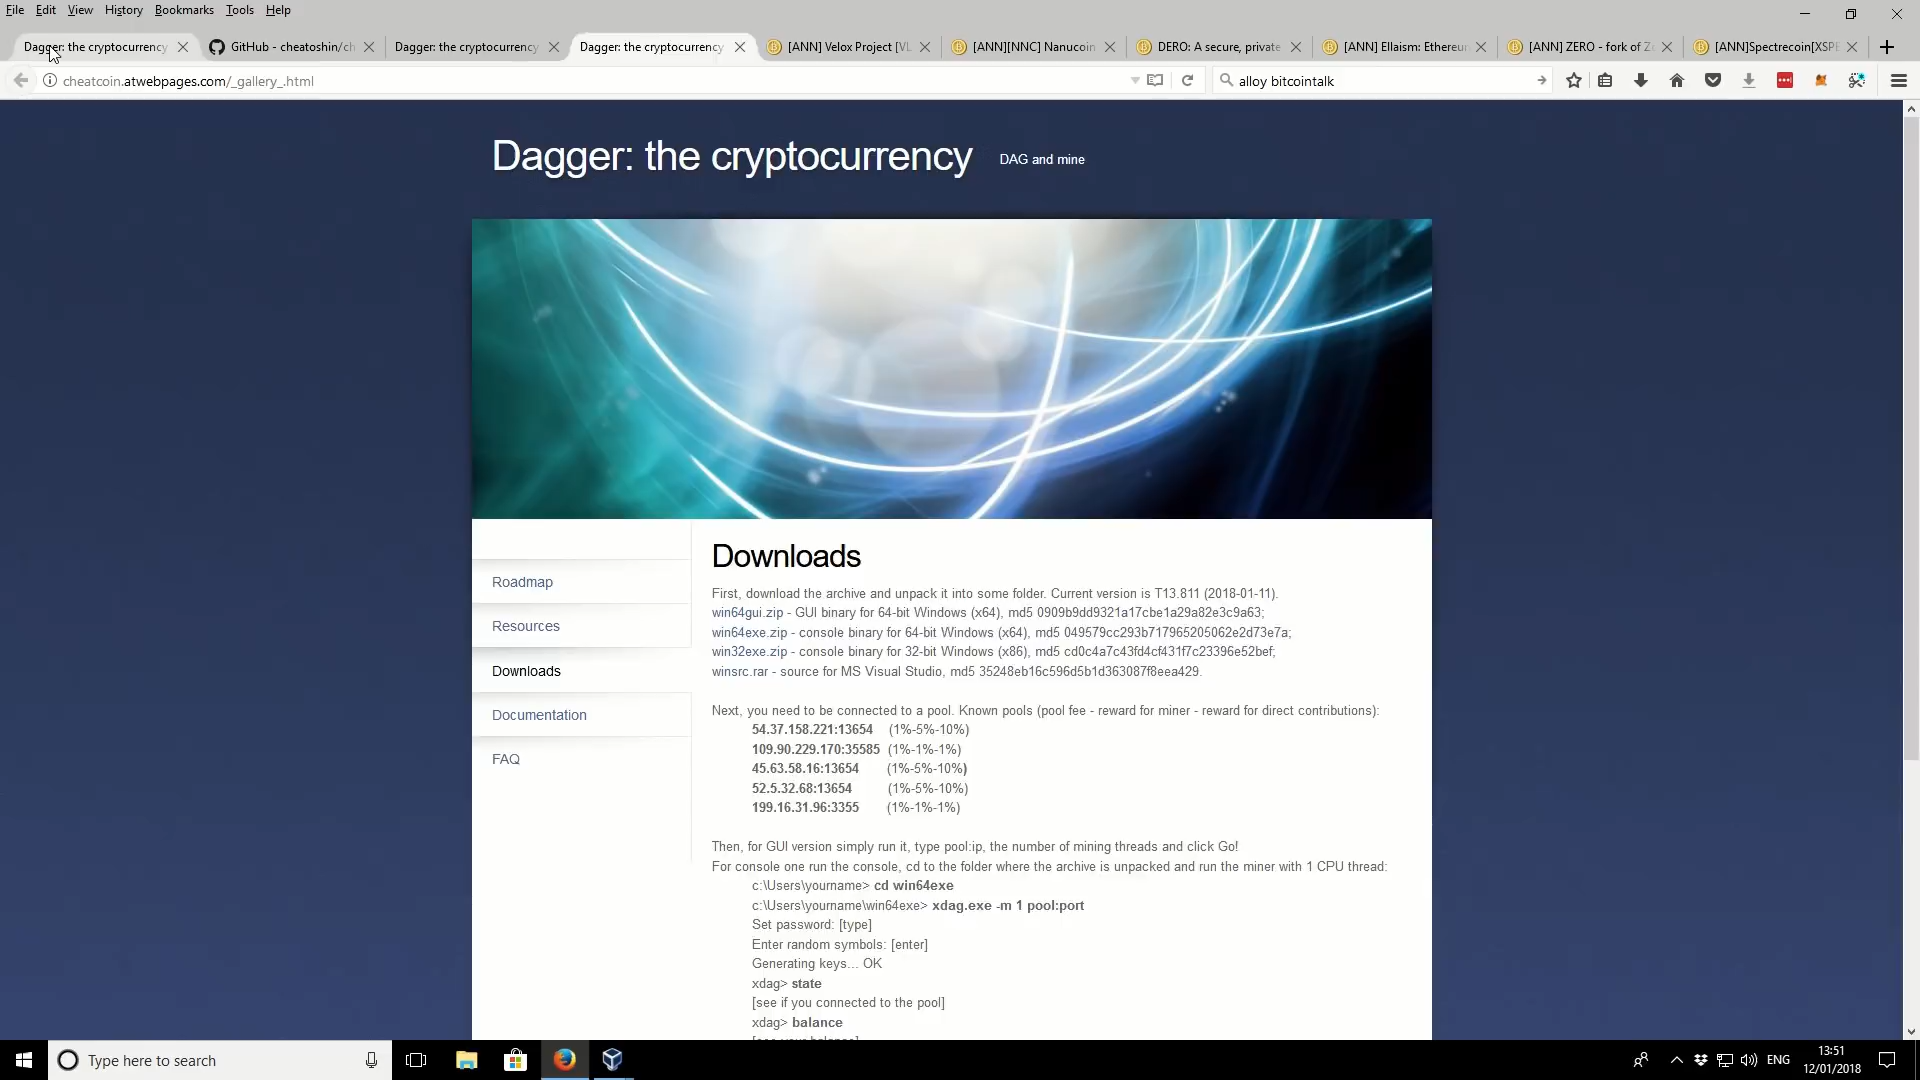 File Edit View History Bookmarks Tools Help
Dagger: the cryptocurrency
GitHub - cheatoshin/ch
Dagger: the cryptocurrency
Dagger: the cryptocurrency
[ANN] Velox Project [VL
[ANN][NNC] Nanucoin
DERO: A secure, private
[ANN] Ellaism: Ethereum
[ANN] ZERO - fork of Ze
[ANN]Spectrecoin[XSPE
cheatcoin.atwebpages.com/_gallery_.html
alloy bitcointalk
Dagger: the cryptocurrency
DAG and mine
Roadmap
Resources
Downloads
Documentation
FAQ
Downloads
First, download the archive and unpack it into some folder. Current version is T13.811 (2018-01-11).
win64gui.zip - GUI binary for 64-bit Windows (x64), md5 0909b9dd9321a17cbe1a29a82e3c9a63;
win64exe.zip - console binary for 64-bit Windows (x64), md5 049579cc293b717965205062e2d73e7a;
win32exe.zip - console binary for 32-bit Windows (x86), md5 cd0c4a7c43fd4cf431f7c23396e52bef;
winsrc.rar - source for MS Visual Studio, md5 35248eb16c596d5b1d363087f8eea429.
Next, you need to be connected to a pool. Known pools (pool fee - reward for miner - reward for direct contributions):
54.37.158.221:13654 (1%-5%-10%)
109.90.229.170:35585 (1%-1%-1%)
45.63.58.16:13654 (1%-5%-10%)
52.5.32.68:13654 (1%-5%-10%)
199.16.31.96:3355 (1%-1%-1%)
Then, for GUI version simply run it, type pool:ip, the number of mining threads and click Go!
For console one run the console, cd to the folder where the archive is unpacked and run the miner with 1 CPU thread:
c:\Users\yourname> cd win64exe
c:\Users\yourname\win64exe> xdag.exe -m 1 pool:port
Set password: [type]
Enter random symbols: [enter]
Generating keys... OK
xdag> state
[see if you connected to the pool]
xdag> balance
Type here to search
ENG
13:51
12/01/2018